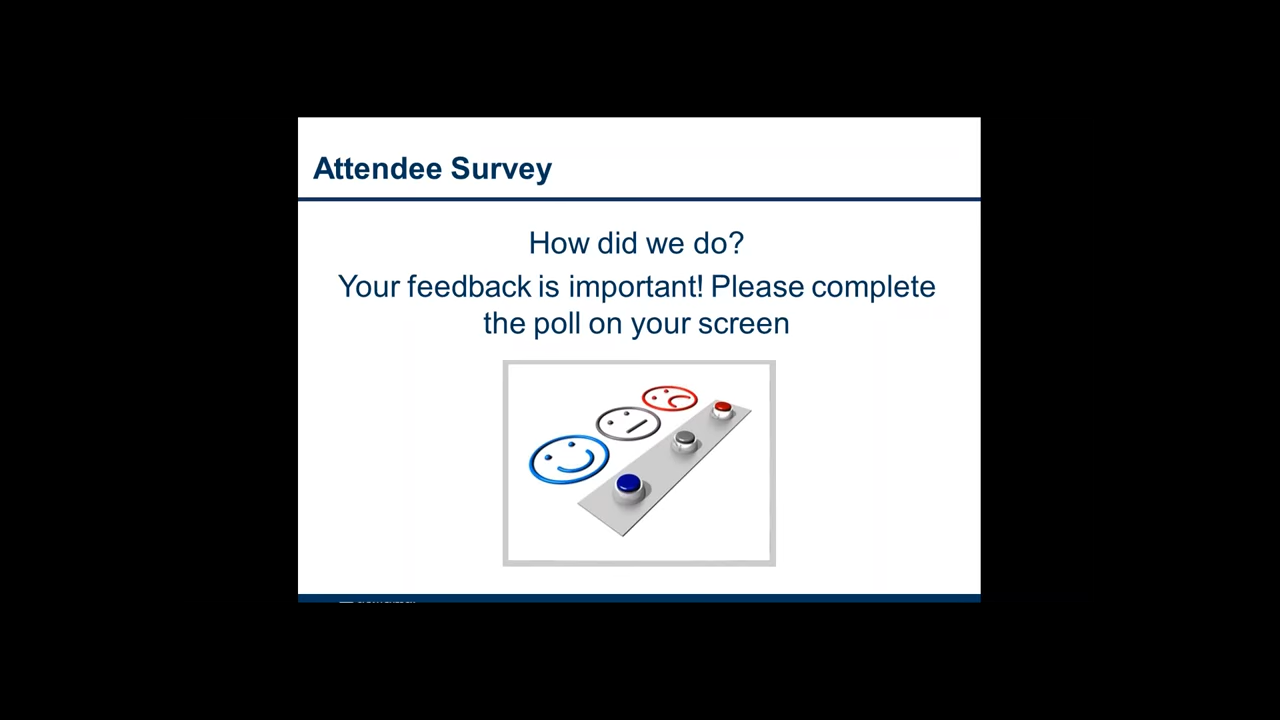 Attendee Survey
How did we do?
Your feedback is important! Please complete
the poll on your screen